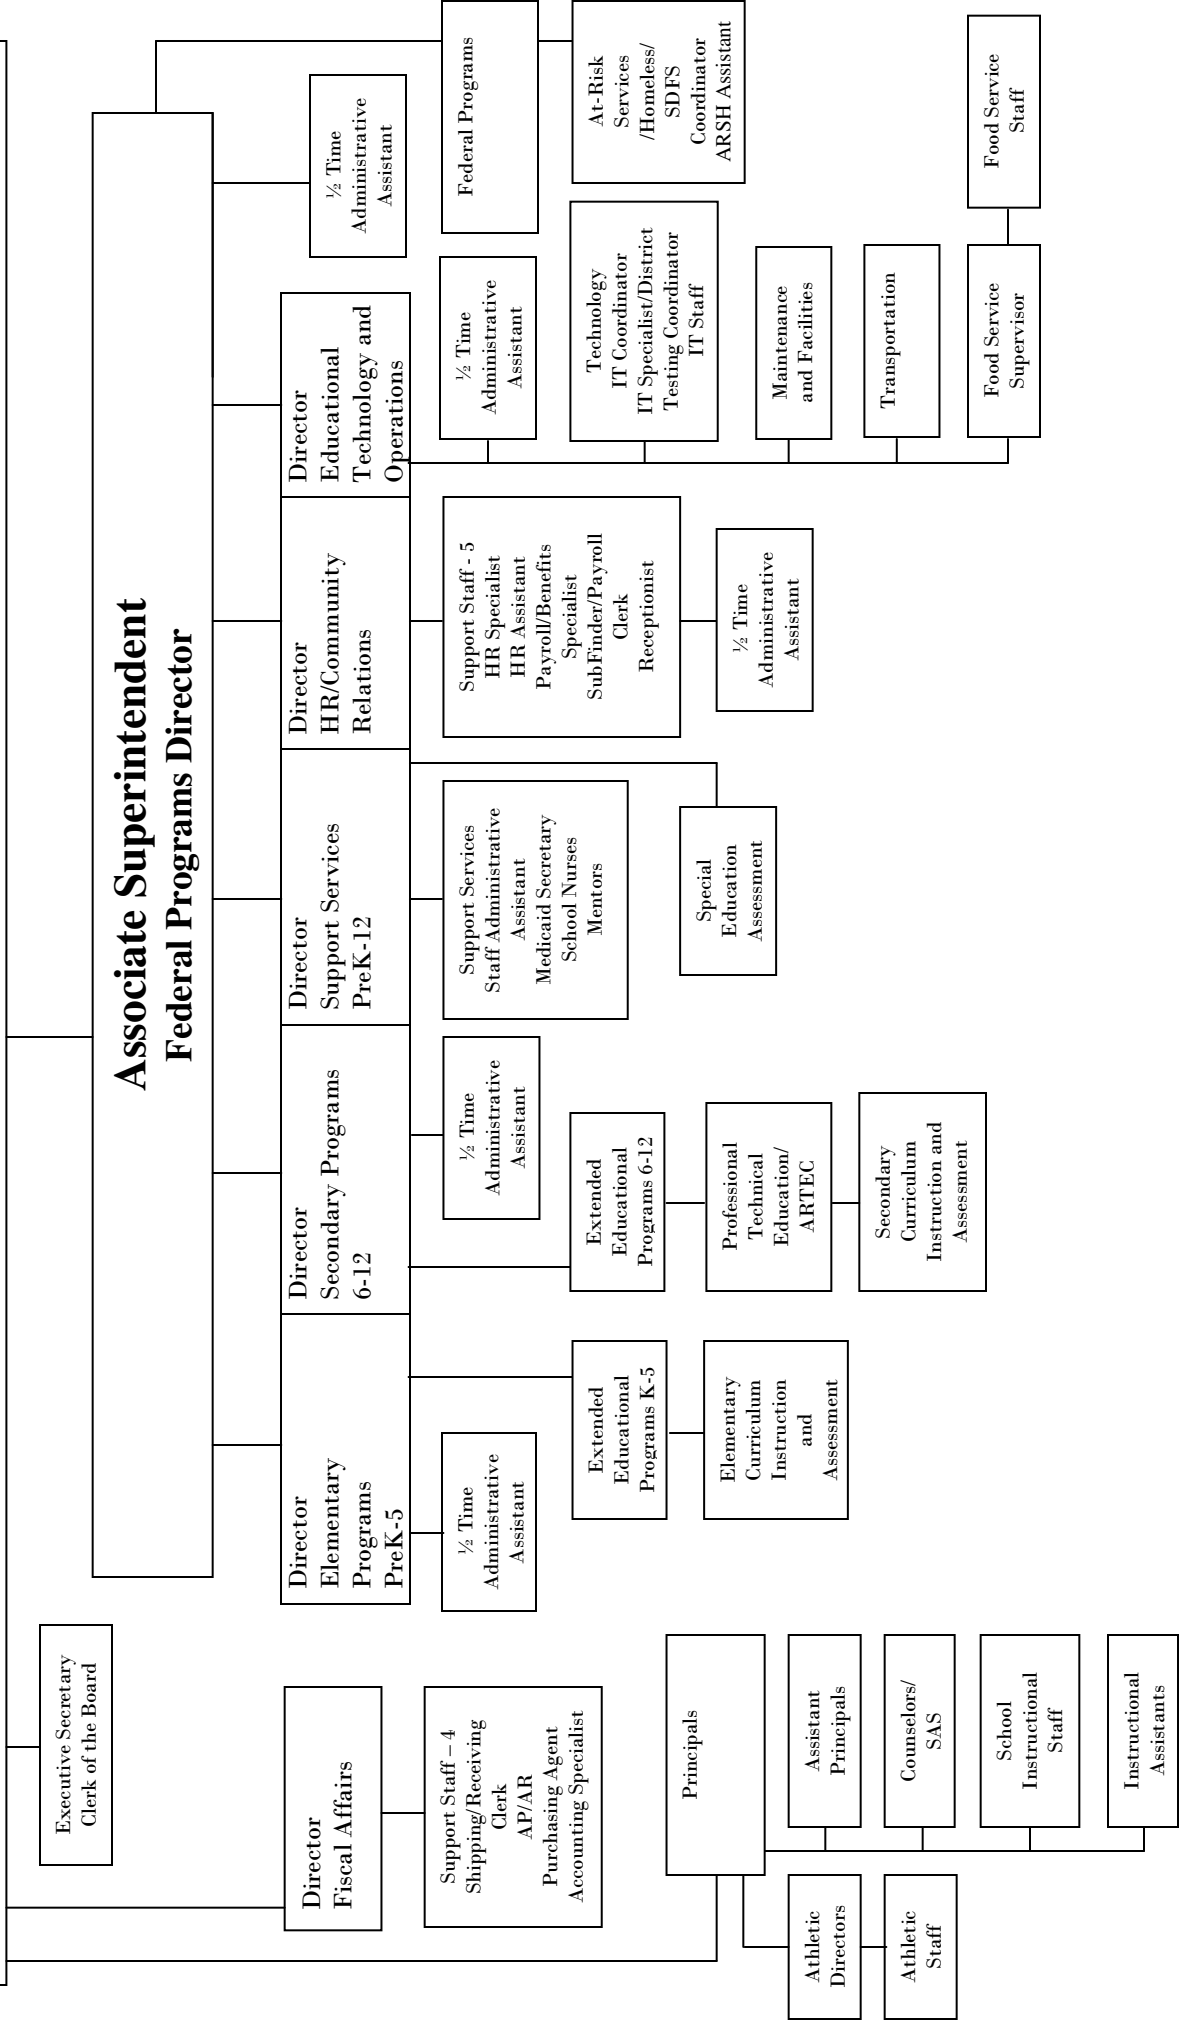 Executive Secretary
Clerk of the Board
Associate Superintendent
Federal Programs Director
Director
Fiscal Affairs
Support Staff – 4
Shipping/Receiving
Clerk
AP/AR
Purchasing Agent
Accounting Specialist
Director
Elementary
Programs
PreK-5
Director
Secondary Programs
6-12
Director
Support Services
PreK-12
Director
HR/Community
Relations
Director
Educational
Technology and
Operations
½ Time
Administrative
Assistant
Federal Programs
At-Risk
Services
/Homeless/
SDFS
Coordinator
ARSH Assistant
½ Time
Administrative
Assistant
Extended
Educational
Programs K-5
Elementary
Curriculum
Instruction
and
Assessment
½ Time
Administrative
Assistant
Extended
Educational
Programs 6-12
Professional
Technical
Education/
ARTEC
Secondary
Curriculum
Instruction and
Assessment
Support Services
Staff Administrative
Assistant
Medicaid Secretary
School Nurses
Mentors
Special
Education
Assessment
Support Staff - 5
HR Specialist
HR Assistant
Payroll/Benefits
Specialist
SubFinder/Payroll
Clerk
Receptionist
½ Time
Administrative
Assistant
½ Time
Administrative
Assistant
Technology
IT Coordinator
IT Specialist/District
Testing Coordinator
IT Staff
Maintenance
and Facilities
Transportation
Food Service
Supervisor
Food Service
Staff
Principals
Assistant
Principals
Counselors/
SAS
School
Instructional
Staff
Instructional
Assistants
Athletic
Directors
Athletic
Staff